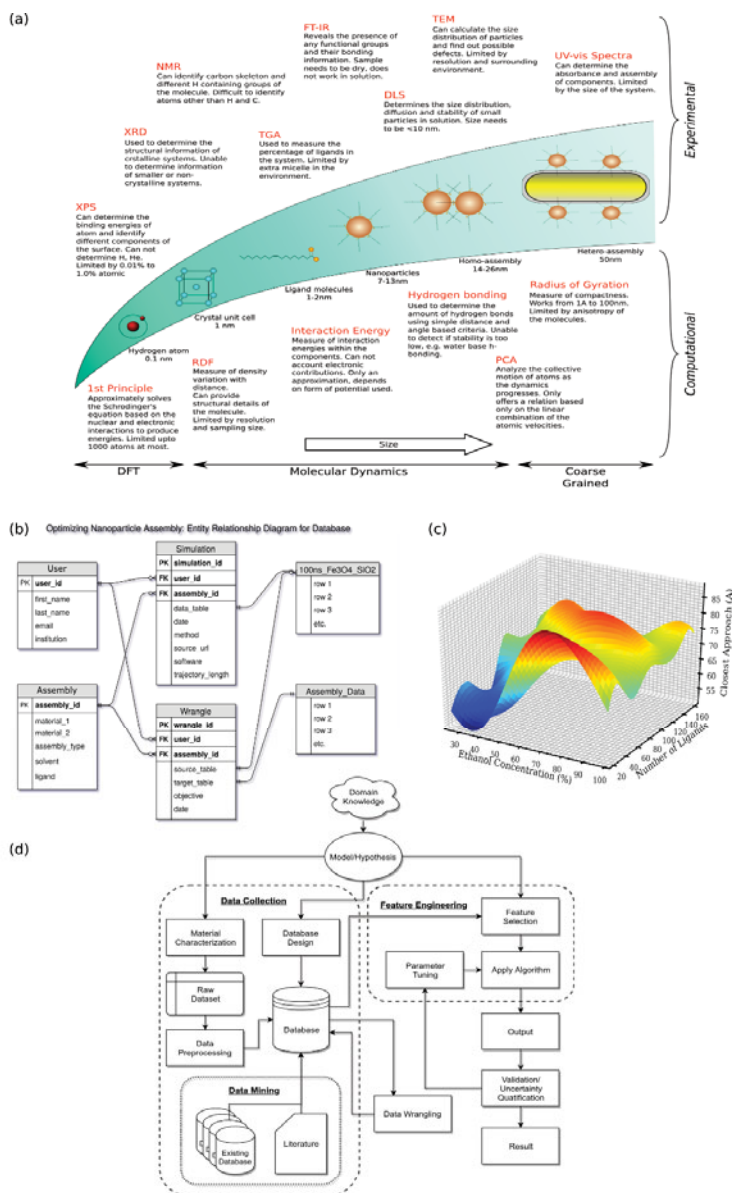 (a)
FT-IR
Reveals the presence of
any functional groups and
their bonding information.
Sample needs to be dry, does
not work in solution.
TEM
Can calculate the size
distribution of particles
and find out possible
defects. Limited by
resolution and surrounding
environment.
UV-vis Spectra
Can determine the
absorbance and assembly
of components. Limited
by the size of the system.
NMR
Can identify carbon skeleton and
different H containing groups of
the molecule. Difficult to identify
atoms other than H and C.
DLS
Determines the size distribution,
diffusion and stability of small
particles in solution. Size needs
to be <10 nm.
XRD
Used to determine the
structural information of
crstalline systems. Unable
to determine information
of smaller or non-
crystalline systems.
TGA
Used to measure the
percentage of ligands in
the system. Limited by
extra micelle in the
environment.
XPS
Can determine the
binding energies of
atom and identify
different components of
the surface. Can not
determine H, He.
Limited by 0.01% to
1.0% atomic
Experimental
Computational
Hydrogen atom
0.1 nm
Crystal unit cell
1 nm
Ligand molecules
1-2nm
Nanoparticles
7-13nm
Homo-assembly
14-26nm
Hetero-assembly
50nm
1st Principle
Approximately solves
the Schrodinger's
equation based on the
nuclear and electronic
interactions to produce
energies. Limited upto
1000 atoms at most.
RDF
Measure of density
variation with
distance.
Can provide
structural details of
the molecule.
Limited by resolution
and sampling size.
Interaction Energy
Measure of interaction
energies within the
components. Can not
account electronic
contributions. Only an
approximation, depends
on form of potential used.
Hydrogen bonding
Used to determine the
amount of hydrogen bonds
using simple distance and
angle based criteria. Unable
to detect if stability is too
low, e.g. water base h-
bonding.
Radius of Gyration
Measure of compactness.
Works from 1A to 100nm.
Limited by anisotropy of
the molecules.
PCA
Analyze the collective
motion of atoms as
the dynamics
progresses. Only
offers a relation based
only on the linear
combination of the
atomic velocities.
Size
DFT
Molecular Dynamics
Coarse
Grained
(b)
Optimizing Nanoparticle Assembly: Entity Relationship Diagram for Database
User
PK user_id
first_name
last_name
email
institution
Assembly
PK assembly_id
material_1
material_2
assembly_type
solvent
ligand
Simulation
PK simulation_id
FK user_id
FK assembly_id
data_table
date
method
source_url
software
trajectory_length
Wrangle
PK wrangle_id
FK user_id
FK assembly_id
source_table
target_table
objective
date
100ns_Fe3O4_SiO2
row 1
row 2
row 3
etc.
Assembly_Data
row 1
row 2
row 3
etc.
(c)
85
80
75
70
65
60
55
Closest Approach (A)
30
40
50
60
70
80
90
100
Ethanol Concentration (%)
20
40
60
80
100
120
140
160
Number of Ligands
(d)
Domain
Knowledge
Model/Hypothesis
Data Collection
Material
Characterization
Database
Design
Raw
Dataset
Data
Preprocessing
Database
Data Mining
Existing
Database
Literature
Data Wrangling
Feature Engineering
Feature
Selection
Parameter
Tuning
Apply Algorithm
Output
Validation/
Uncertainty
Quatification
Result